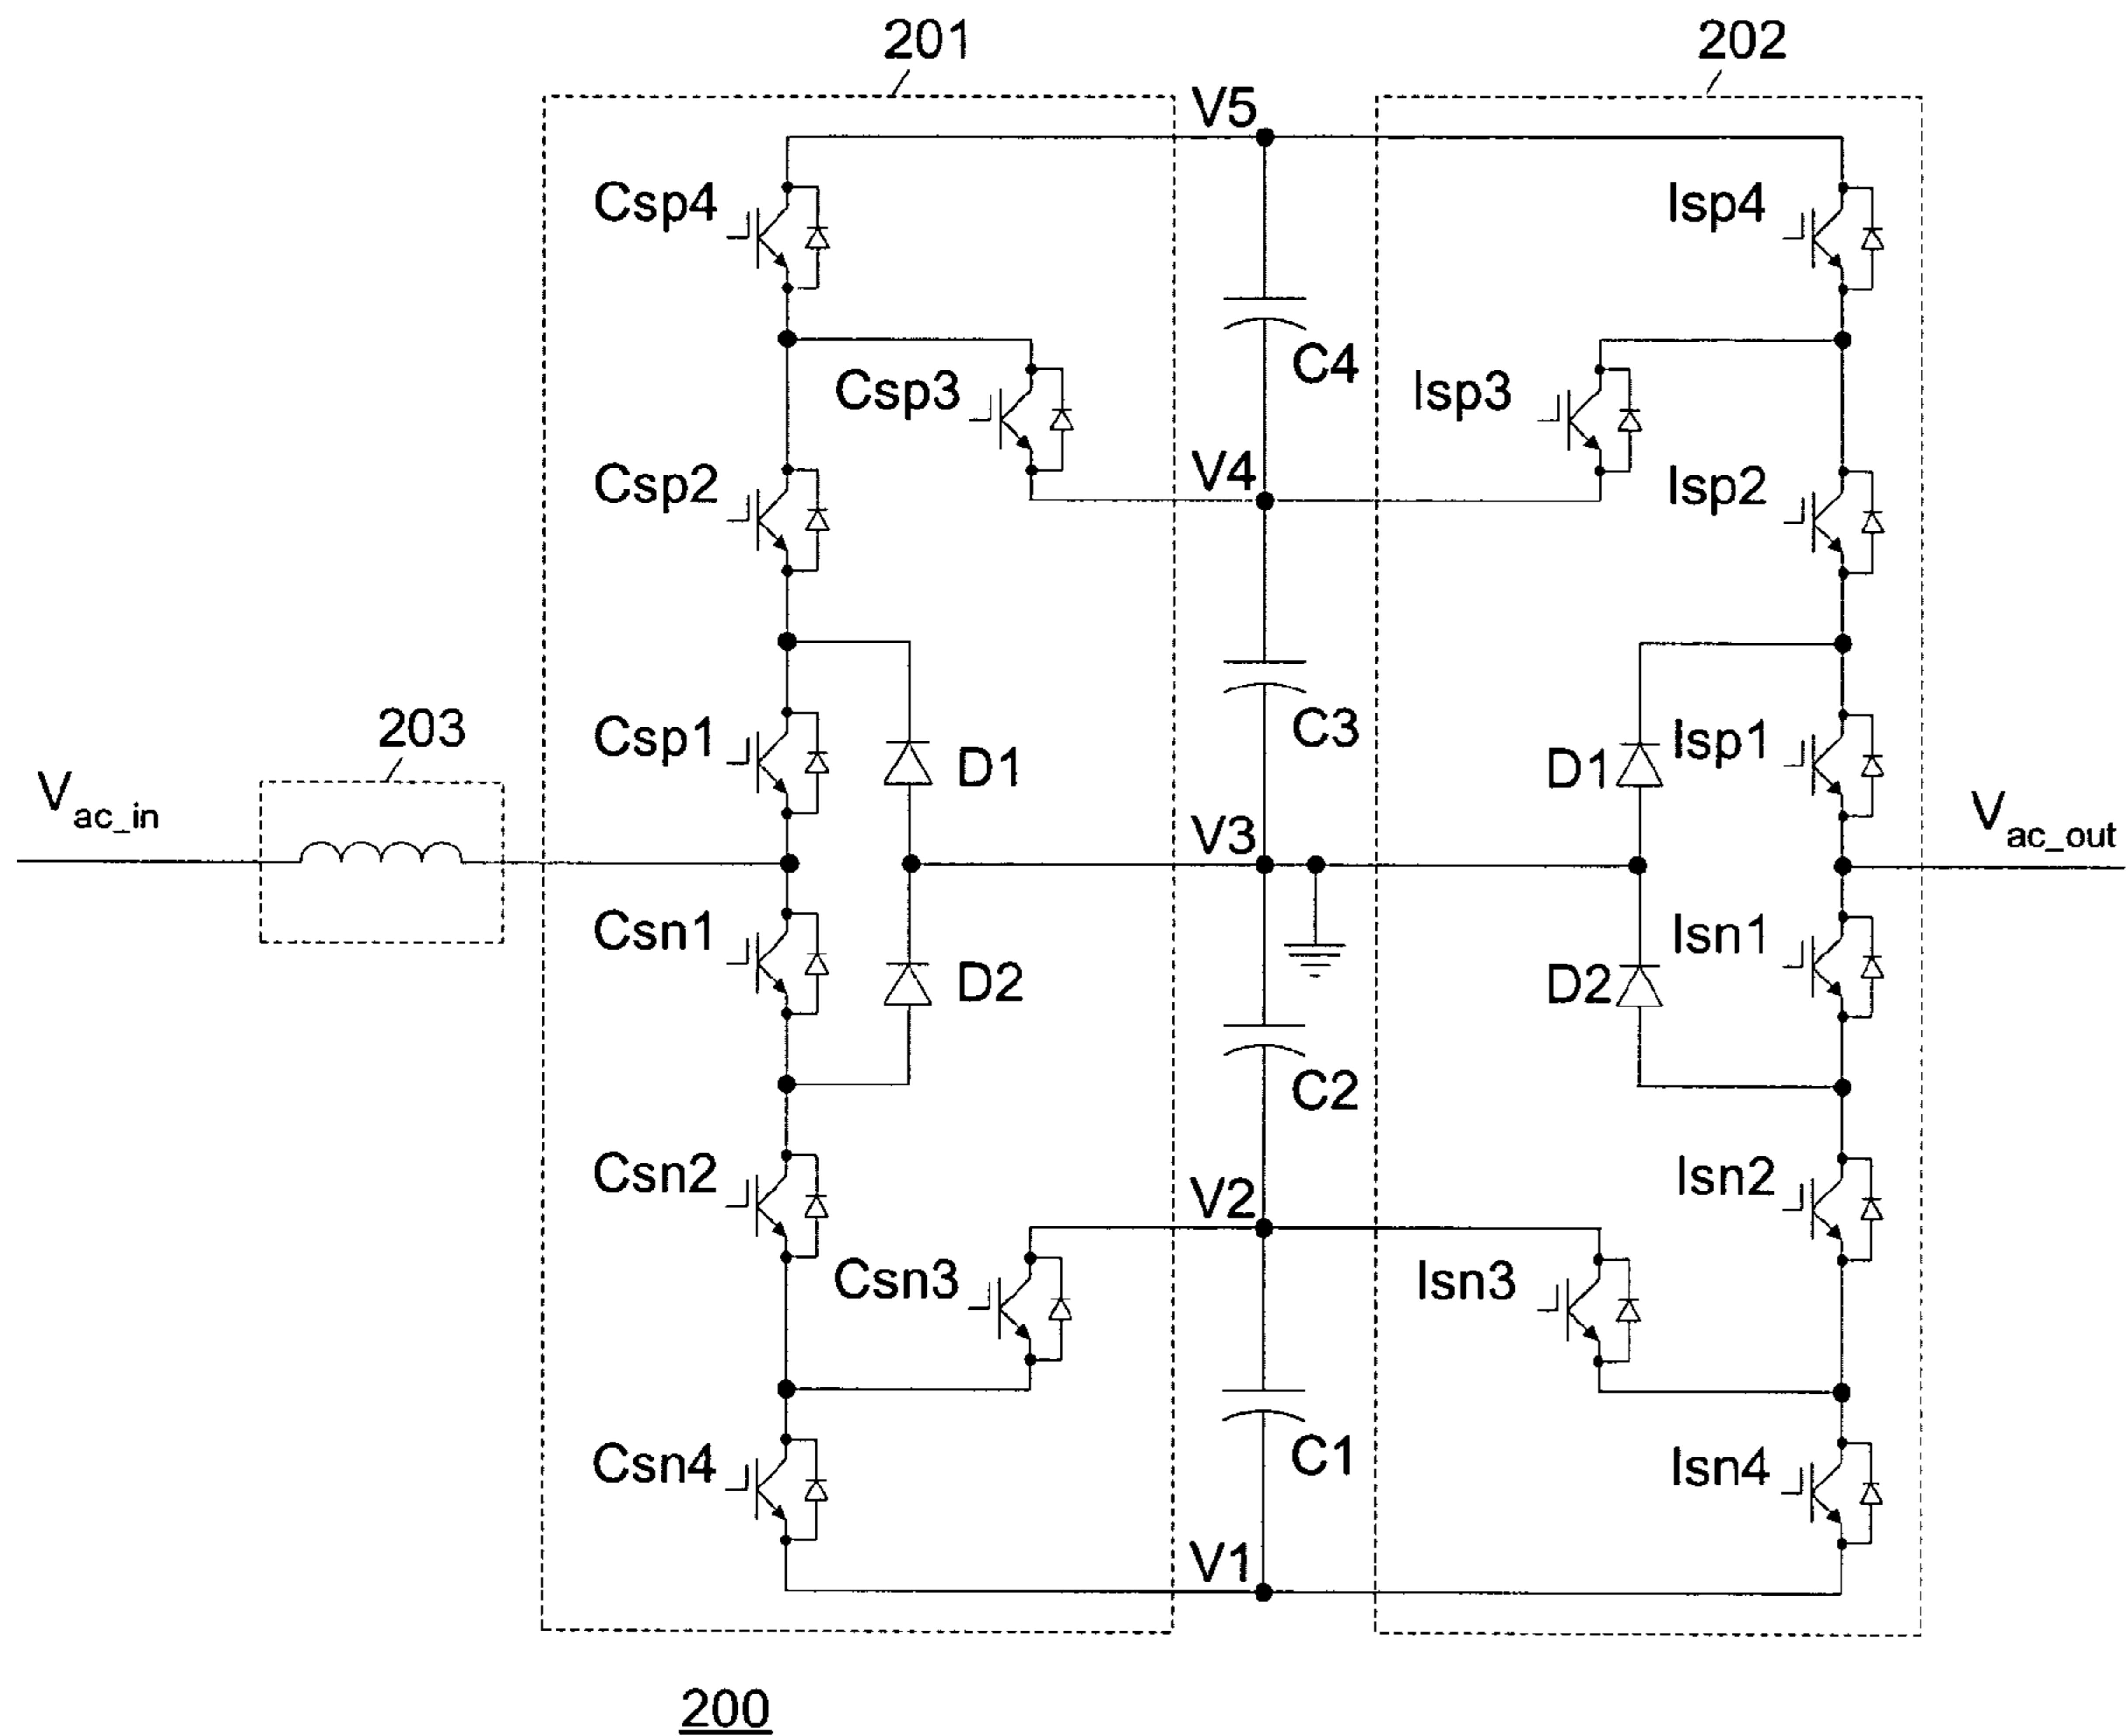 201
202
V5
Csp4
Isp4
Csp3
C4
Isp3
Csp2
V4
Isp2
203
Csp1
D1
C3
D1
Isp1
Vac_in
V3
Vac_out
Csn1
D2
D2
Isn1
Csn2
V2
C2
Isn2
Csn3
Isn3
Csn4
C1
Isn4
V1
200